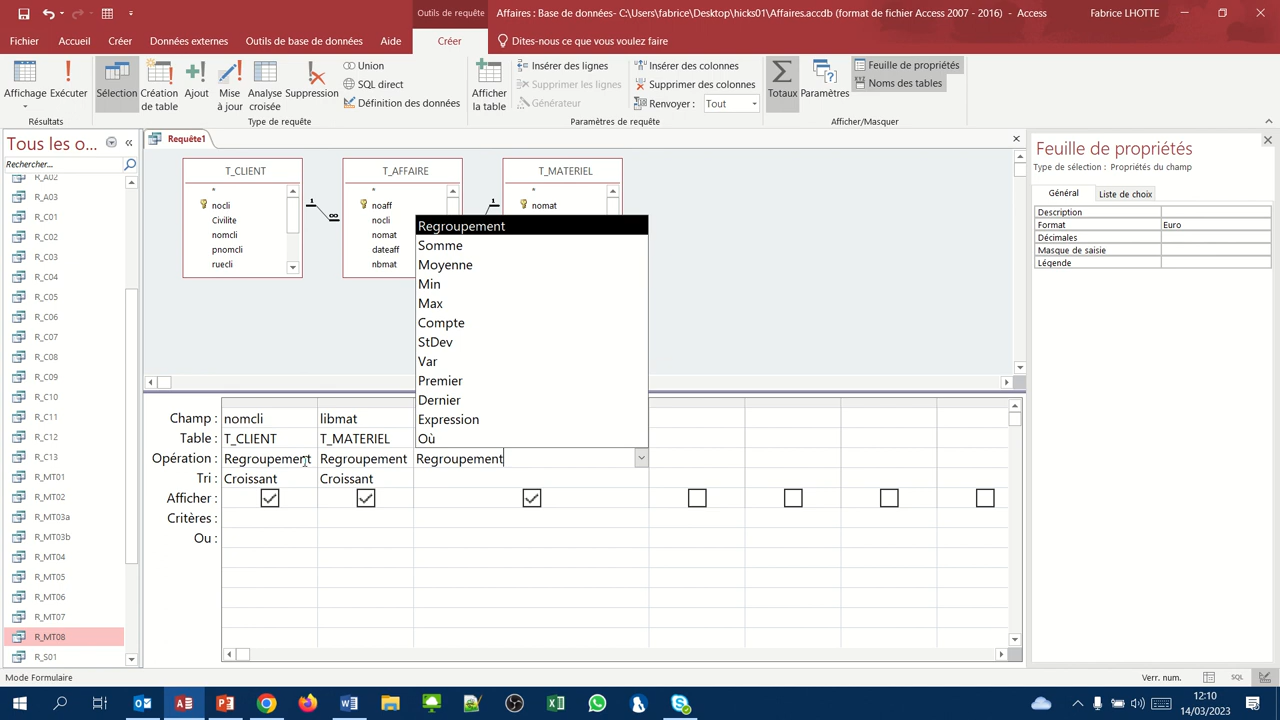 Outils de requête
Affaires : Base de données- C:\Users\fabrice\Desktop\hicks01\Affaires.accdb (format de fichier Access 2007 - 2016) - Access
Fabrice LHOTTE
Fichier
Accueil
Créer
Données externes
Outils de base de données
Aide
Créer
Dites-nous ce que vous voulez faire
Affichage
Exécuter
Résultats
Sélection
Création de table
Ajout
Mise à jour
Analyse croisée
Suppression
Union
SQL direct
Définition des données
Type de requête
Afficher la table
Insérer des lignes
Supprimer les lignes
Générateur
Insérer des colonnes
Supprimer des colonnes
Renvoyer :
Tout
Paramètres de requête
Totaux
Paramètres
Feuille de propriétés
Noms des tables
Afficher/Masquer
Tous les o...
Rechercher...
R_A02
R_A03
R_C01
R_C02
R_C03
R_C04
R_C05
R_C06
R_C07
R_C08
R_C09
R_C10
R_C11
R_C12
R_C13
R_MT01
R_MT02
R_MT03a
R_MT03b
R_MT04
R_MT05
R_MT06
R_MT07
R_MT08
R_S01
Requête1
T_CLIENT
*
nocli
Civilite
nomcli
pnomcli
ruecli
1
∞
T_AFFAIRE
*
noaff
nocli
nomat
dateaff
nbmat
1
T_MATERIEL
*
nomat
Regroupement
Somme
Moyenne
Min
Max
Compte
StDev
Var
Premier
Dernier
Expression
Où
Champ : nomcli libmat
Table : T_CLIENT T_MATERIEL
Opération : Regroupement Regroupement Regroupement
Tri : Croissant Croissant
Afficher :
Critères :
Ou :
Feuille de propriétés
Type de sélection : Propriétés du champ
Général
Liste de choix
Description
Format Euro
Décimales
Masque de saisie
Légende
Mode Formulaire
Verr. num.
SQL
12:10
14/03/2023